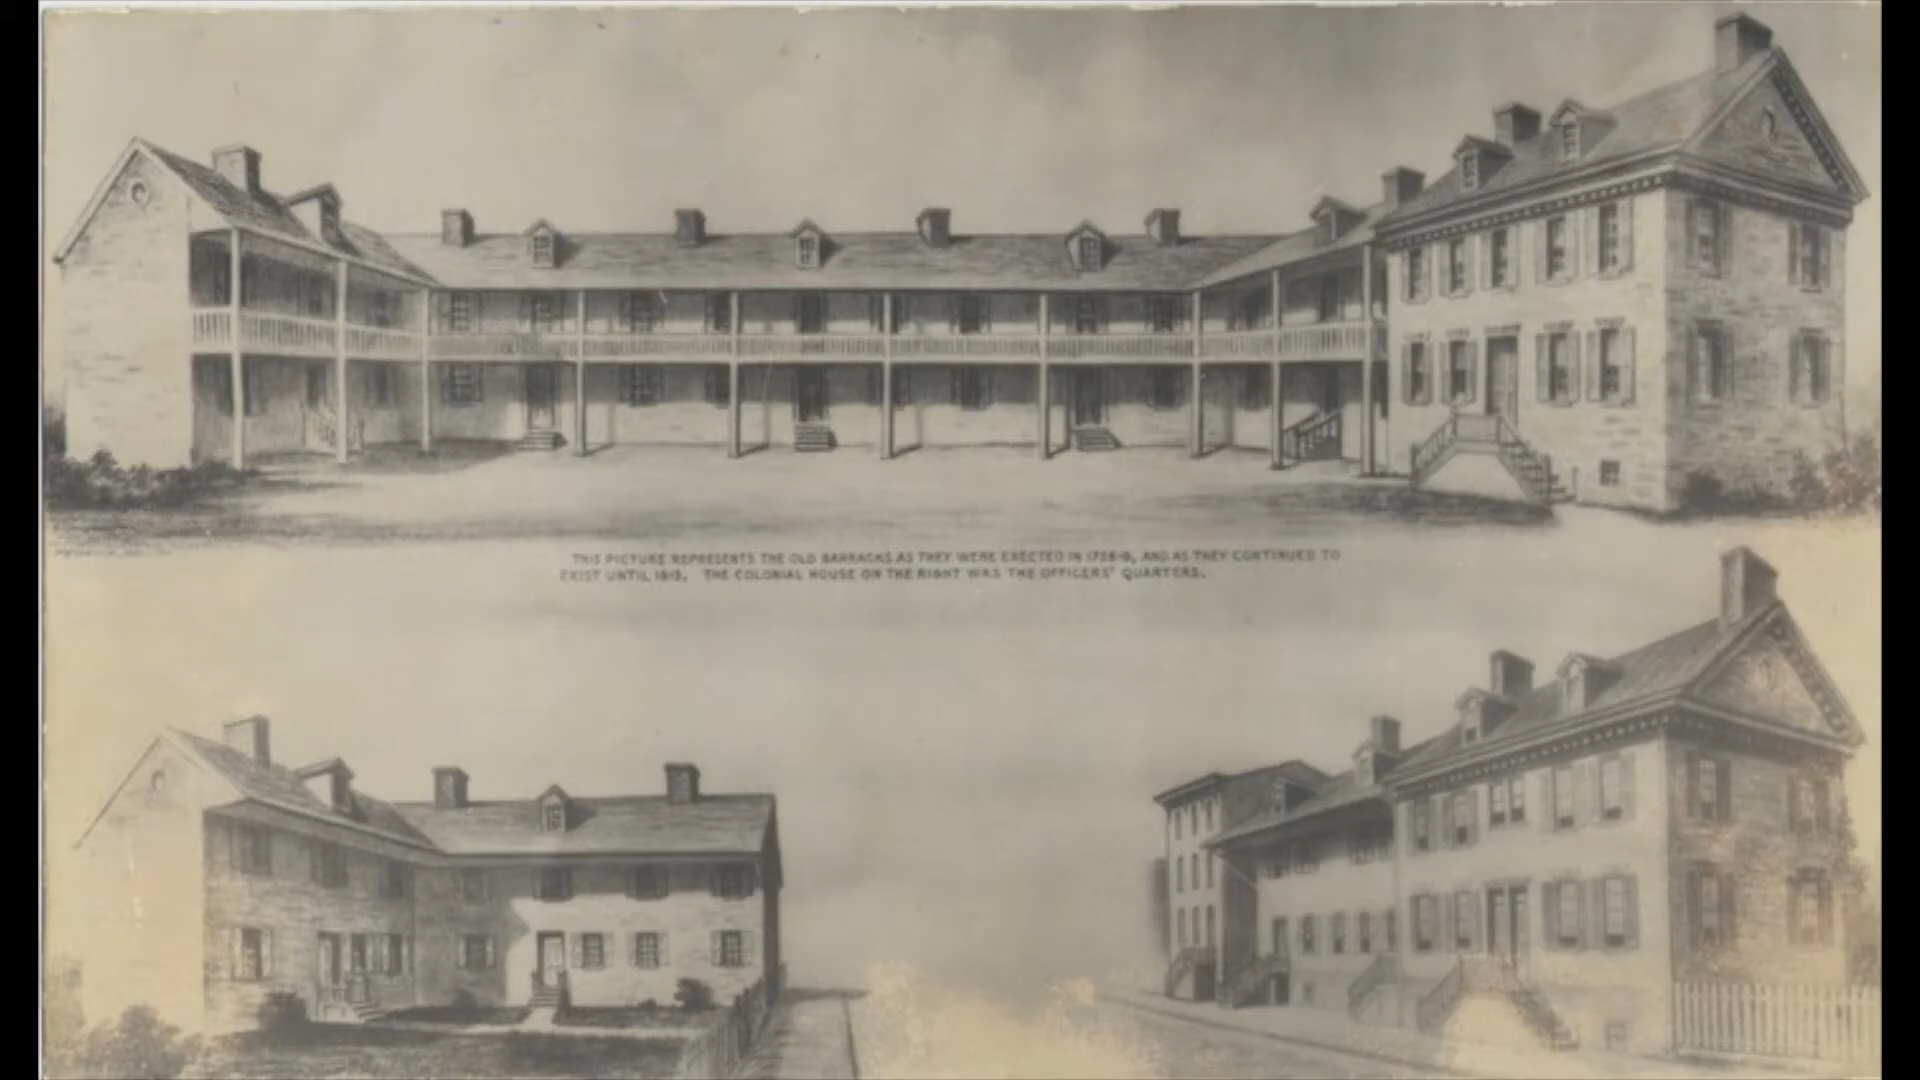 THIS PICTURE REPRESENTS THE OLD BARRACKS AS THEY WERE ERECTED IN 1758-9, AND AS THEY CONTINUED TO
EXIST UNTIL 1813. THE COLONIAL HOUSE ON THE RIGHT WAS THE OFFICERS' QUARTERS.